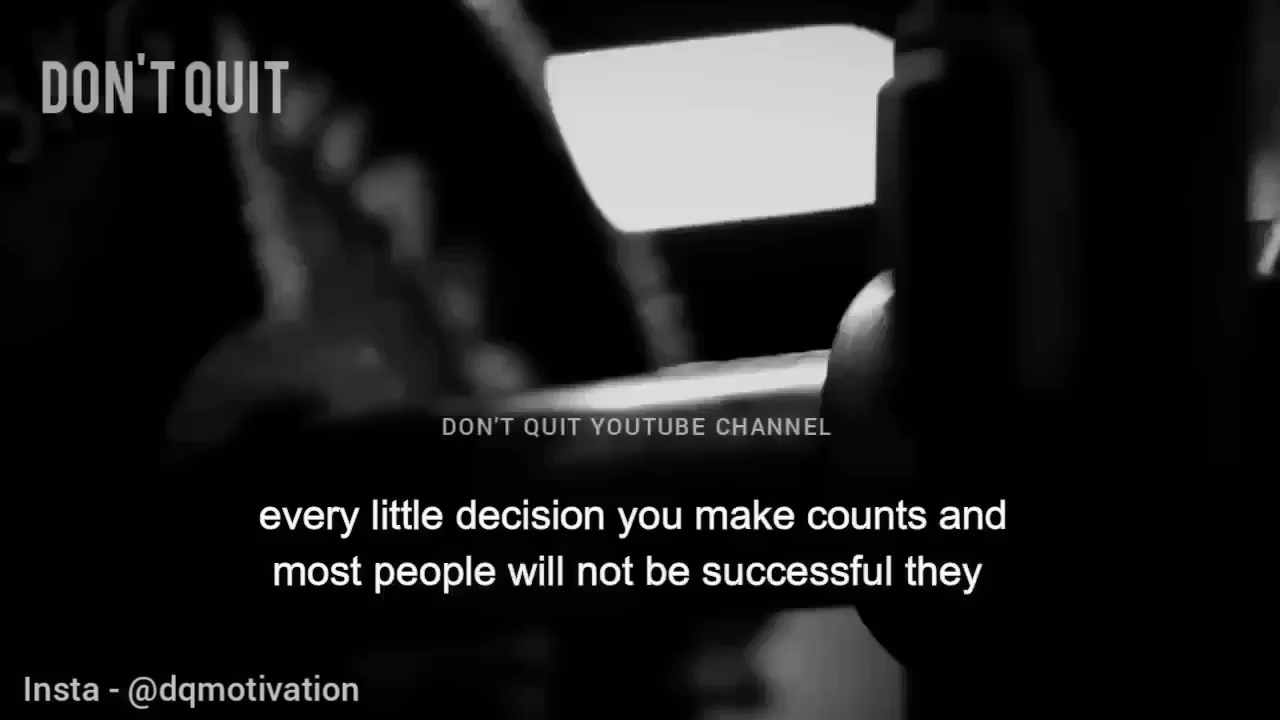 DON'T QUIT
DON'T QUIT YOUTUBE CHANNEL
every little decision you make counts and
most people will not be successful they
Insta - @dqmotivation